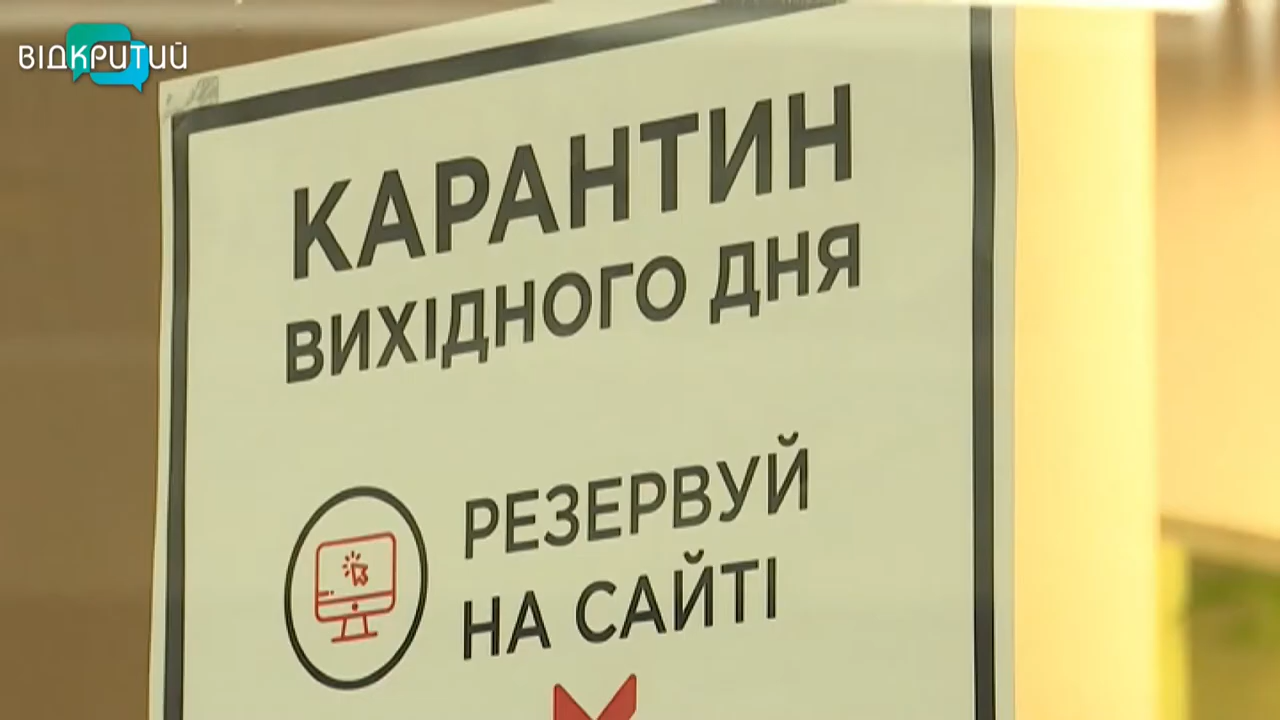 ВІДКРИТИЙ
КАРАНТИН
ВИХІДНОГО ДНЯ
РЕЗЕРВУЙ
НА САЙТІ